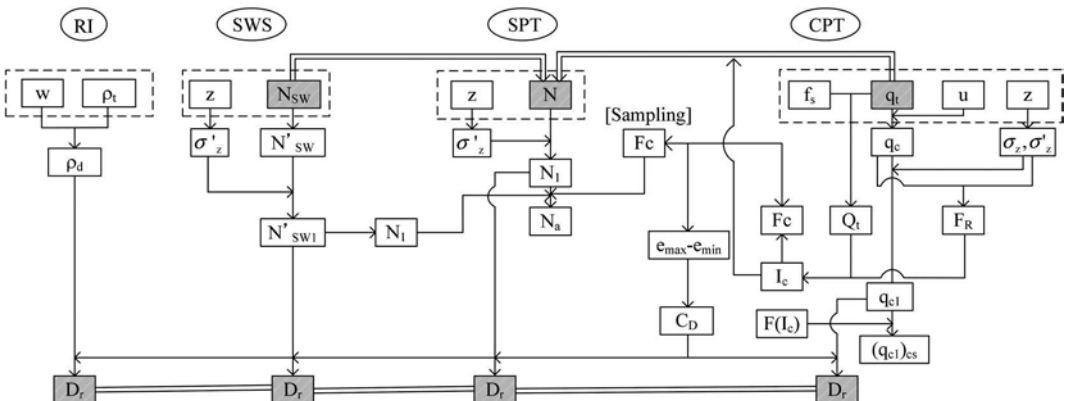 RI SWS SPT CPT
w ρt z NSW z N fs qt u z
[Sampling]
σ'z N'SW σ'z Fc qc σz,σ'z
ρd N1
N'SW1 N1 Na Fc Qt FR
emax-emin
Ic
qc1
CD F(Ic)
(qc1)cs
Dr Dr Dr Dr